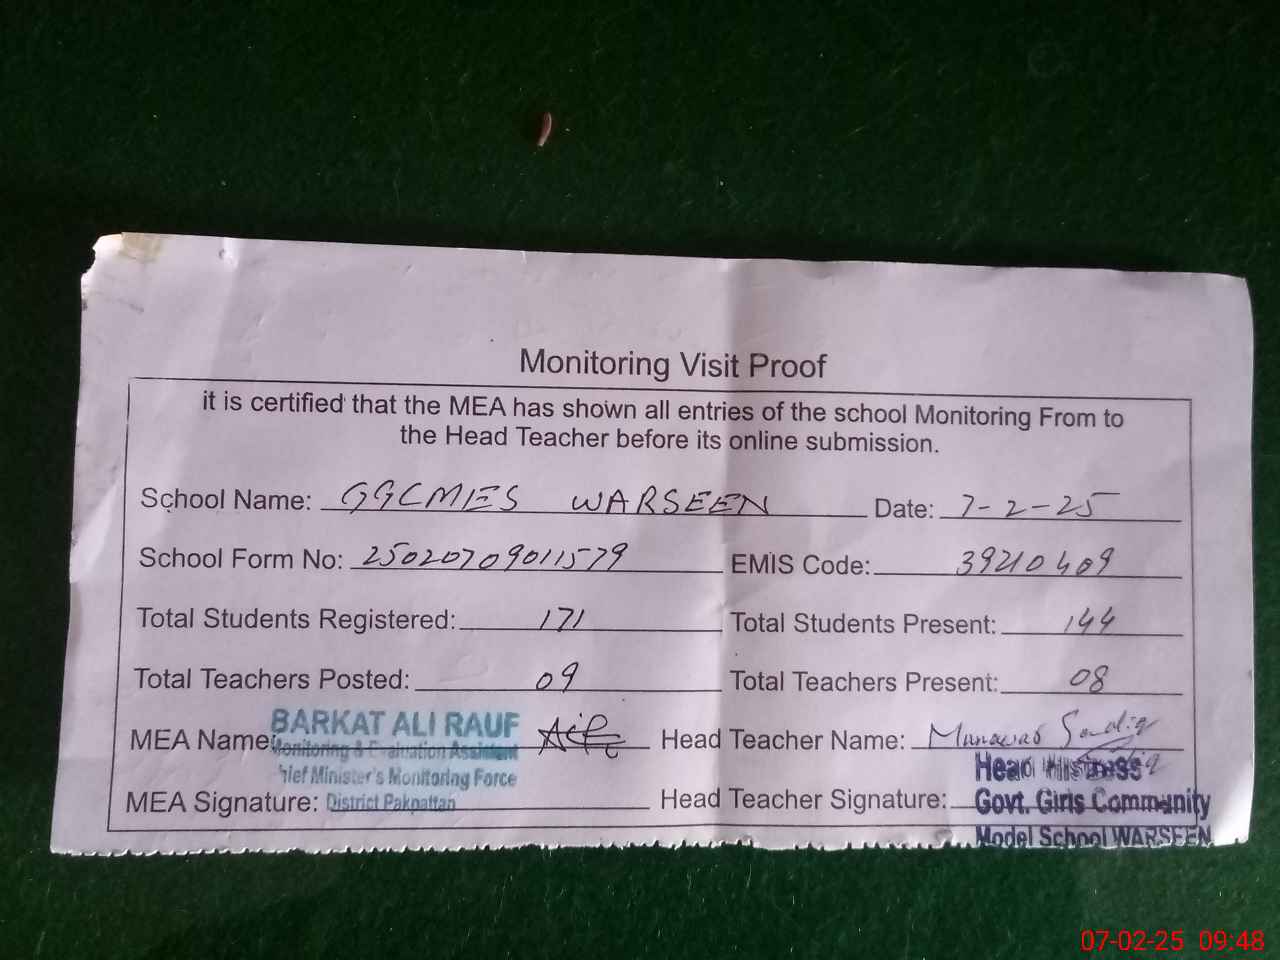 Monitoring Visit Proof
it is certified that the MEA has shown all entries of the school Monitoring From to
the Head Teacher before its online submission.
School Name: GGCMES WARSEEN Date: 7-2-25
School Form No: 25020709011579 EMIS Code: 39210409
Total Students Registered: 171 Total Students Present: 144
Total Teachers Posted: 09 Total Teachers Present: 08
MEA Name: BARKAT ALI RAUF Head Teacher Name: Munawar
Monitoring & Evaluation Assistant
Chief Minister's Monitoring Force
MEA Signature: District Pakpattan Head Teacher Signature:
Head Mistress
Govt. Girls Community
Model School WARSEEN
07-02-25 09:48